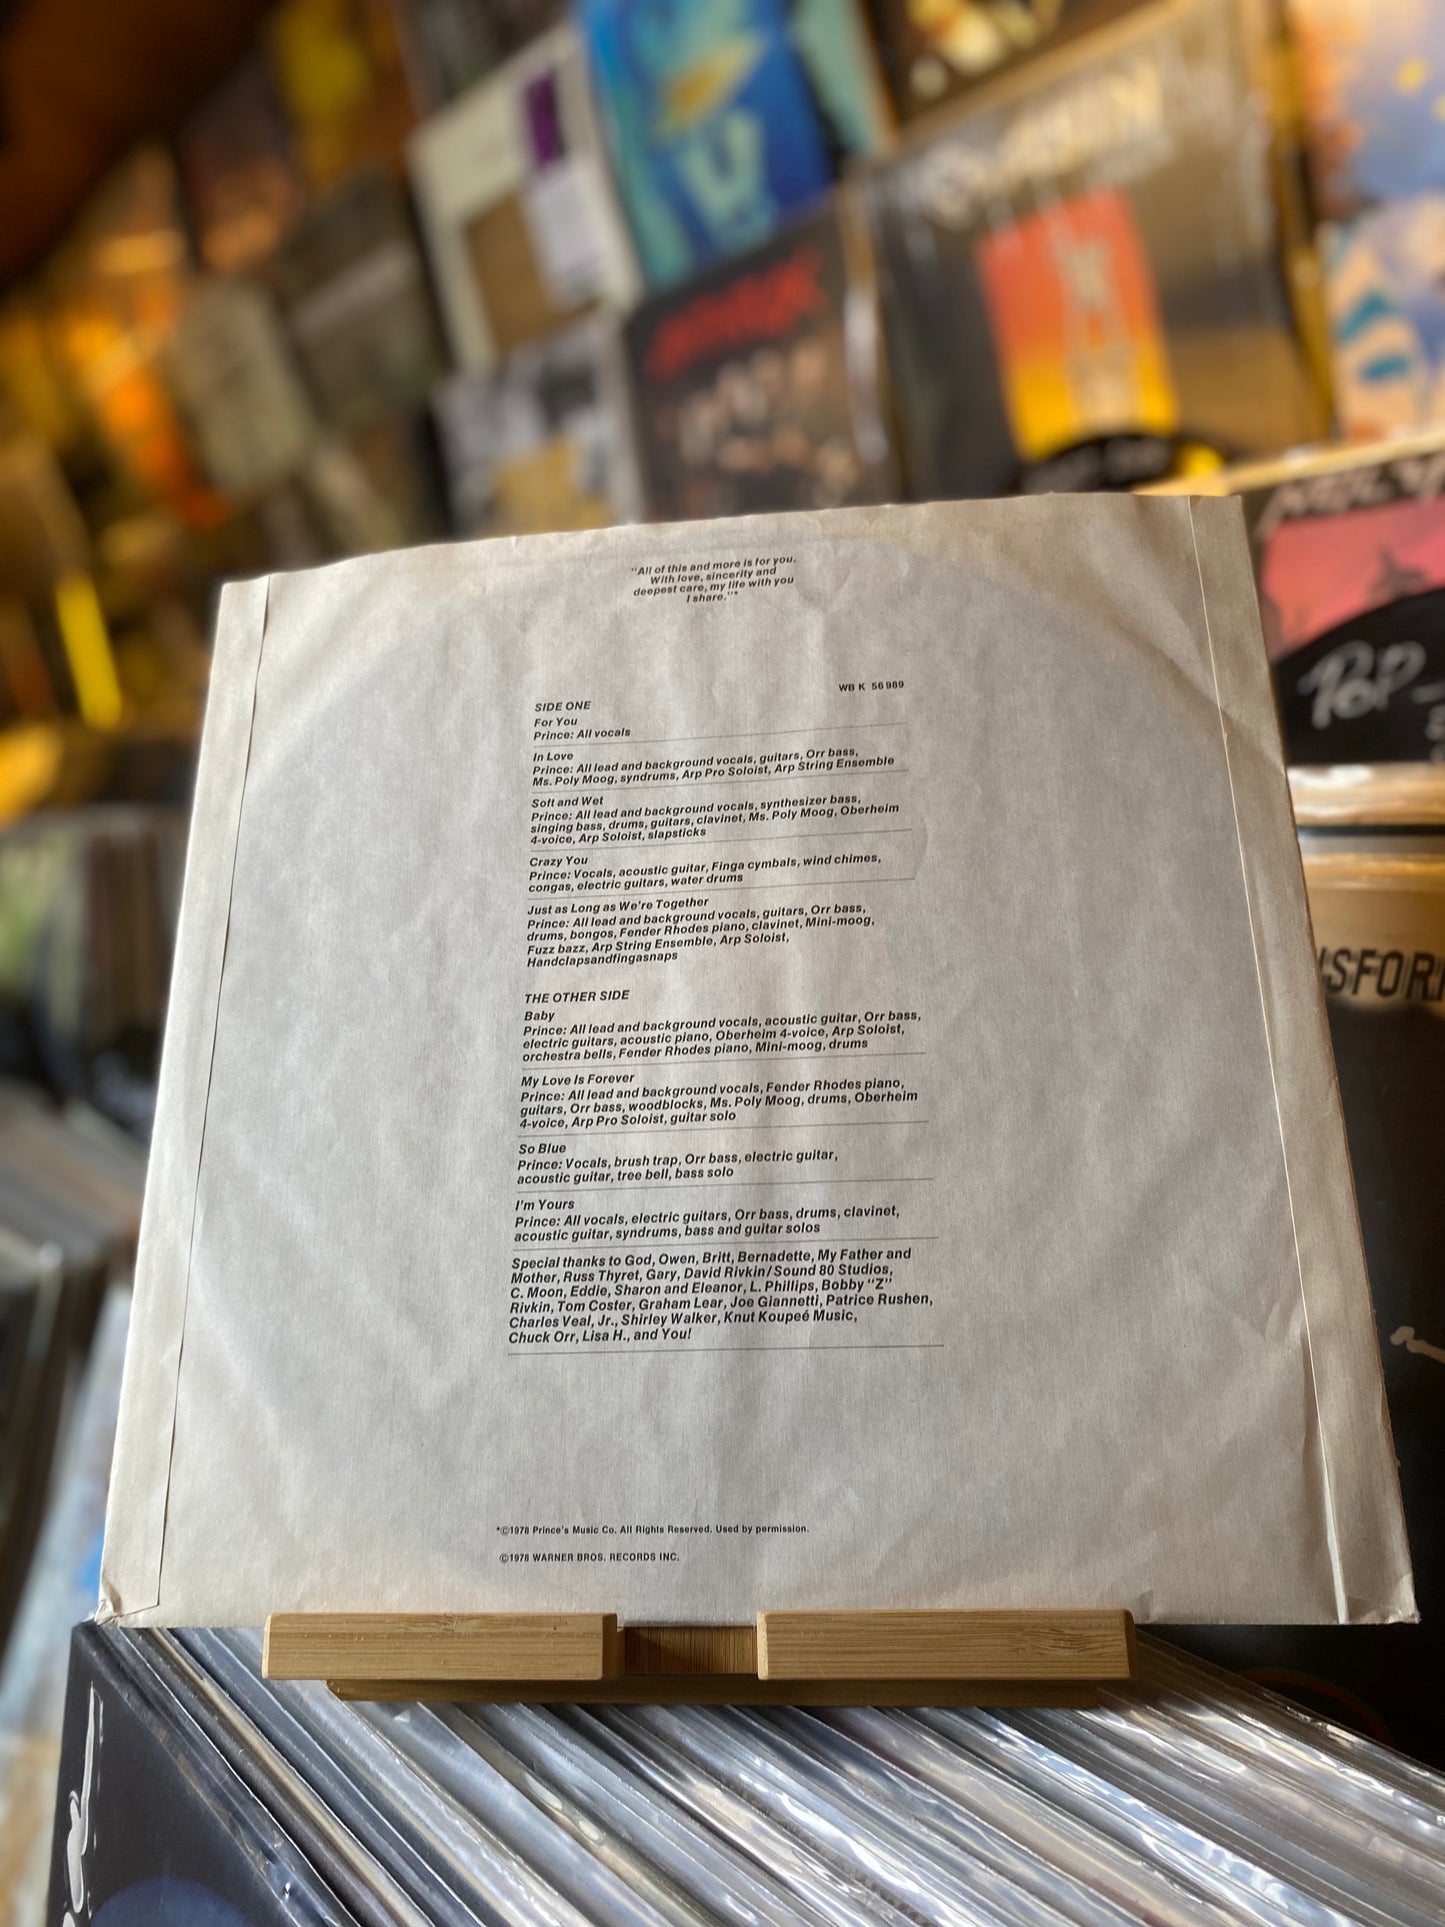 "All of this and more is for you.
With love, sincerity and
deepest care, my life with you
I share."*
WB K 56 989
SIDE ONE
For You
Prince: All vocals
In Love
Prince: All lead and background vocals, guitars, Orr bass,
Ms. Poly Moog, syndrums, Arp Pro Soloist, Arp String Ensemble
Soft and Wet
Prince: All lead and background vocals, synthesizer bass,
singing bass, drums, guitars, clavinet, Ms. Poly Moog, Oberheim
4-voice, Arp Soloist, slapsticks
Crazy You
Prince: Vocals, acoustic guitar, Finga cymbals, wind chimes,
congas, electric guitars, water drums
Just as Long as We're Together
Prince: All lead and background vocals, guitars, Orr bass,
drums, bongos, Fender Rhodes piano, clavinet, Mini-moog,
Fuzz bazz, Arp String Ensemble, Arp Soloist,
Handclapsandfingasnaps
THE OTHER SIDE
Baby
Prince: All lead and background vocals, acoustic guitar, Orr bass,
electric guitars, acoustic piano, Oberheim 4-voice, Arp Soloist,
orchestra bells, Fender Rhodes piano, Mini-moog, drums
My Love Is Forever
Prince: All lead and background vocals, Fender Rhodes piano,
guitars, Orr bass, woodblocks, Ms. Poly Moog, drums, Oberheim
4-voice, Arp Pro Soloist, guitar solo
So Blue
Prince: Vocals, brush trap, Orr bass, electric guitar,
acoustic guitar, tree bell, bass solo
I'm Yours
Prince: All vocals, electric guitars, Orr bass, drums, clavinet,
acoustic guitar, syndrums, bass and guitar solos
Special thanks to God, Owen, Britt, Bernadette, My Father and
Mother, Russ Thyret, Gary, David Rivkin/Sound 80 Studios,
C. Moon, Eddie, Sharon and Eleanor, L. Phillips, Bobby "Z"
Rivkin, Tom Coster, Graham Lear, Joe Giannetti, Patrice Rushen,
Charles Veal, Jr., Shirley Walker, Knut Koupeé Music,
Chuck Orr, Lisa H., and You!
*©1978 Prince's Music Co. All Rights Reserved. Used by permission.
©1978 WARNER BROS. RECORDS INC.
POP
SFOR